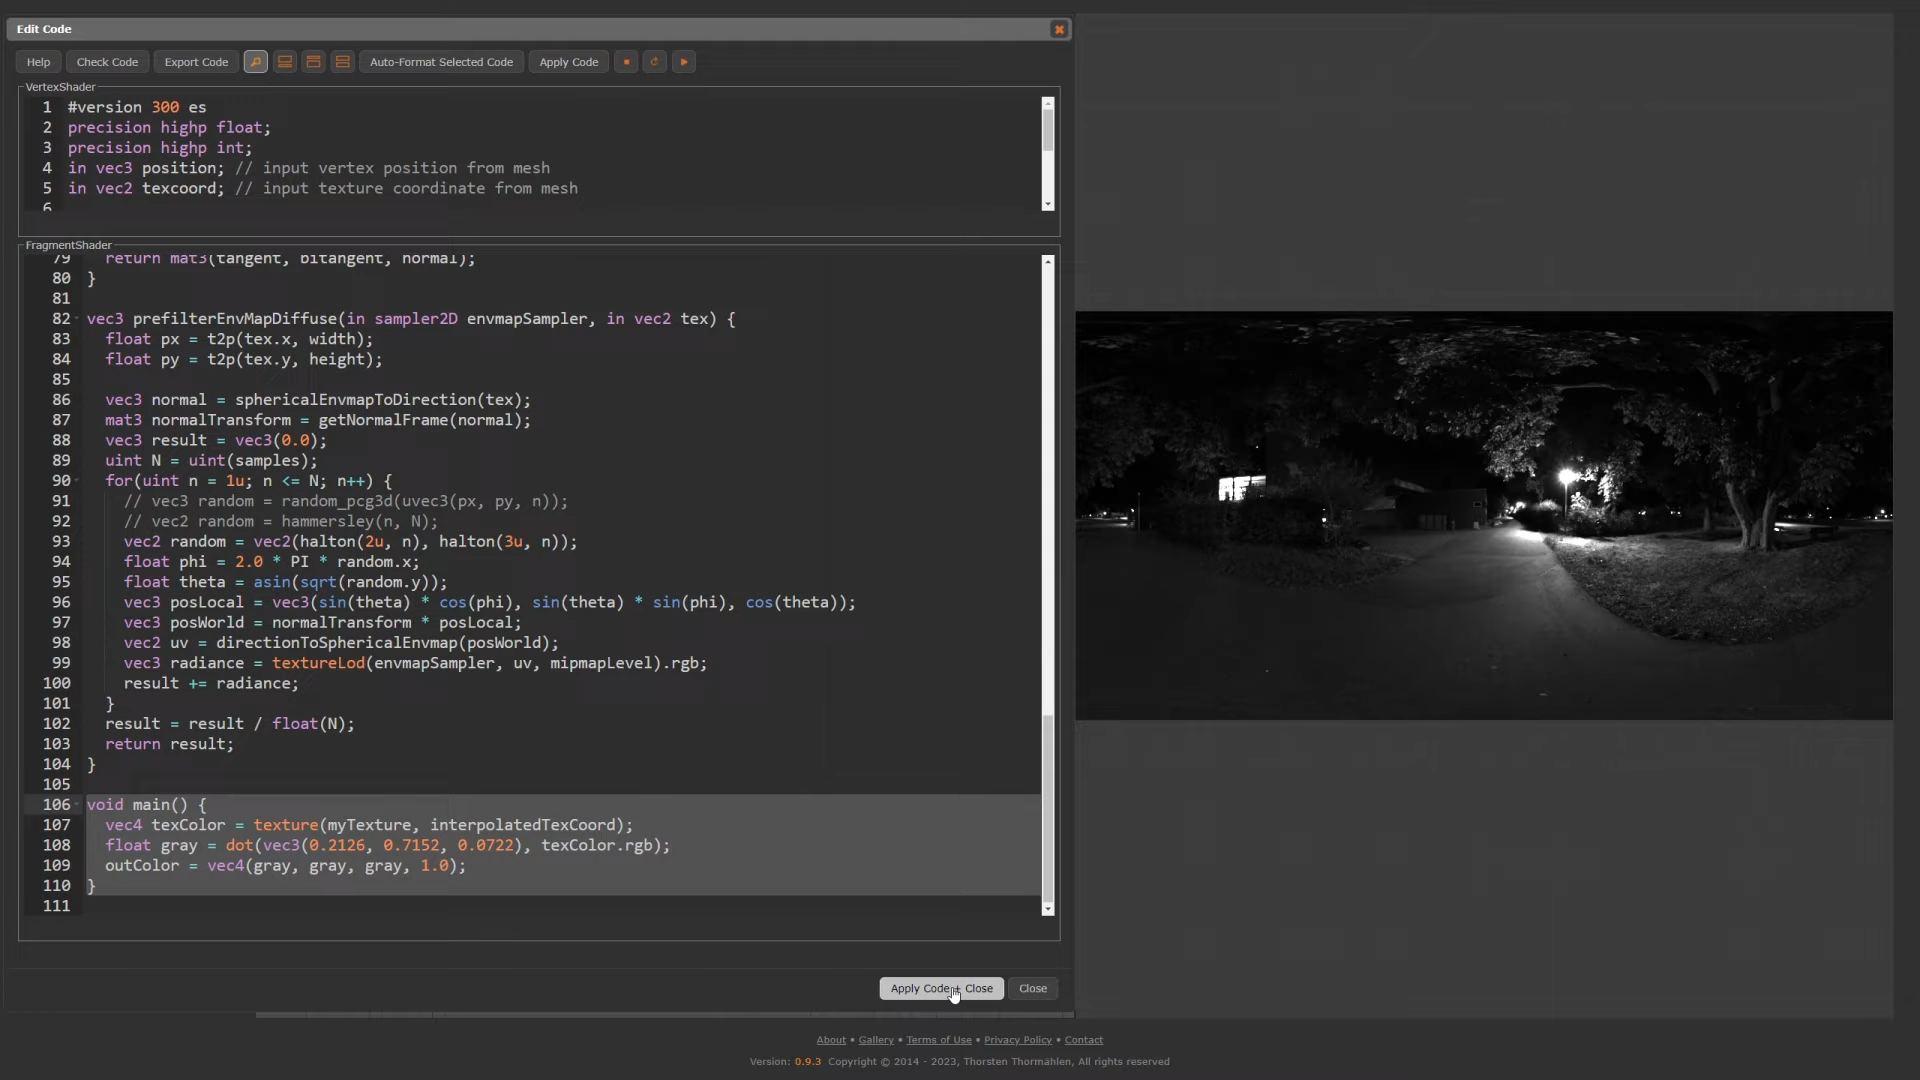 Edit Code
Help Check Code Export Code Auto-Format Selected Code Apply Code
VertexShader
1 #version 300 es
2 precision highp float;
3 precision highp int;
4 in vec3 position; // input vertex position from mesh
5 in vec2 texcoord; // input texture coordinate from mesh
6
FragmentShader
79 return mat3(tangent, bitangent, normal);
80 }
81
82 vec3 prefilterEnvMapDiffuse(in sampler2D envmapSampler, in vec2 tex) {
83 float px = t2p(tex.x, width);
84 float py = t2p(tex.y, height);
85
86 vec3 normal = sphericalEnvmapToDirection(tex);
87 mat3 normalTransform = getNormalFrame(normal);
88 vec3 result = vec3(0.0);
89 uint N = uint(samples);
90 for(uint n = 1u; n <= N; n++) {
91 // vec3 random = random_pcg3d(uvec3(px, py, n));
92 // vec2 random = hammersley(n, N);
93 vec2 random = vec2(halton(2u, n), halton(3u, n));
94 float phi = 2.0 * PI * random.x;
95 float theta = asin(sqrt(random.y));
96 vec3 posLocal = vec3(sin(theta) * cos(phi), sin(theta) * sin(phi), cos(theta));
97 vec3 posWorld = normalTransform * posLocal;
98 vec2 uv = directionToSphericalEnvmap(posWorld);
99 vec3 radiance = textureLod(envmapSampler, uv, mipmapLevel).rgb;
100 result += radiance;
101 }
102 result = result / float(N);
103 return result;
104 }
105
106 void main() {
107 vec4 texColor = texture(myTexture, interpolatedTexCoord);
108 float gray = dot(vec3(0.2126, 0.7152, 0.0722), texColor.rgb);
109 outColor = vec4(gray, gray, gray, 1.0);
110 }
111
Apply Code + Close Close
About • Gallery • Terms of Use • Privacy Policy • Contact
Version: 0.9.3 Copyright © 2014 - 2023, Thorsten Thormählen, All rights reserved